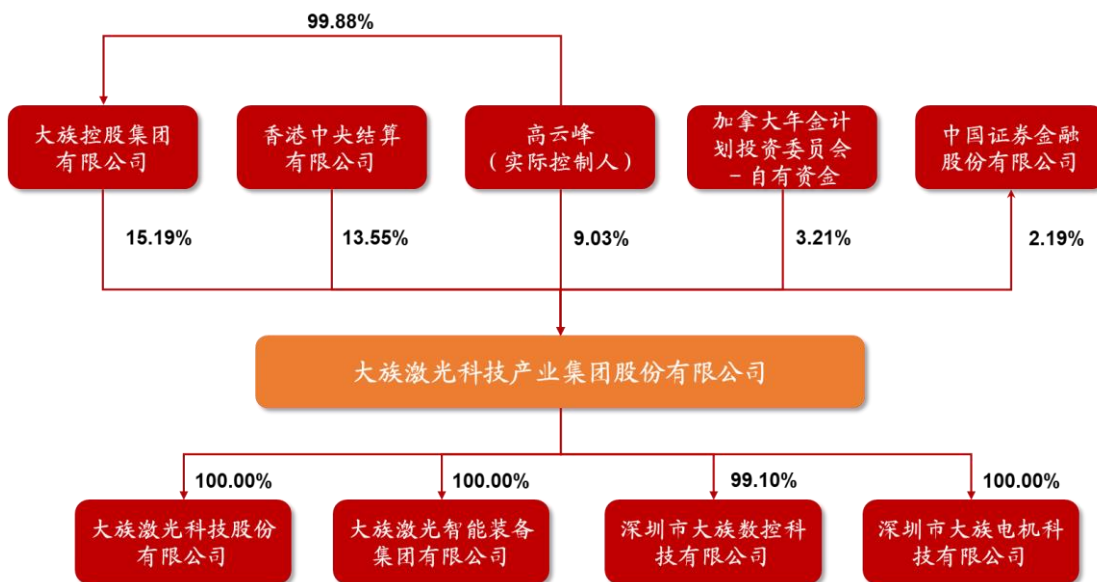 99.88%
大族控股集团
有限公司
香港中央结算
有限公司
高云峰
（实际控制人）
加拿大年金计
划投资委员会
－自有资金
中国证券金融
股份有限公司
15.19%
13.55%
9.03%
3.21%
2.19%
大族激光科技产业集团股份有限公司
100.00%
100.00%
99.10%
100.00%
大族激光科技股份
有限公司
大族激光智能装备
集团有限公司
深圳市大族数控科
技有限公司
深圳市大族电机科
技有限公司